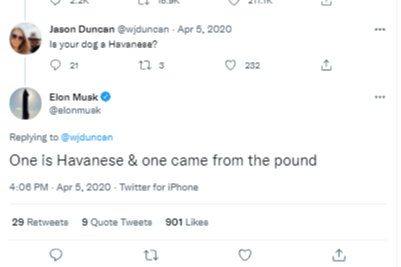 2.2K 18.9K 211.1K
Jason Duncan @wjduncan · Apr 5, 2020
Is your dog a Havanese?
21 3 232
Elon Musk
@elonmusk
Replying to @wjduncan
One is Havanese & one came from the pound
4:06 PM · Apr 5, 2020 · Twitter for iPhone
29 Retweets 9 Quote Tweets 901 Likes